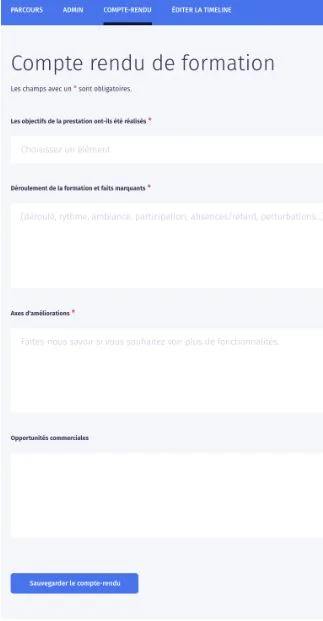 PARCOURS ADMIN COMPTE-RENDU ÉDITER LA TIMELINE
Compte rendu de formation
Les champs avec un * sont obligatoires.
Les objectifs de la prestation ont-ils été réalisés *
Choisissez un élément
Déroulement de la formation et faits marquants *
(déroulé, rythme, ambiance, participation, absences/retard, perturbations...)
Axes d'améliorations *
Faites-nous savoir si vous souhaitez voir plus de fonctionnalités.
Opportunités commerciales
Sauvegarder le compte-rendu